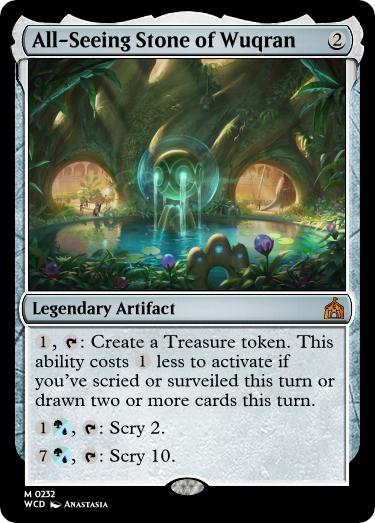 All-Seeing Stone of Wuqran 2
Legendary Artifact
1, : Create a Treasure token. This
ability costs 1 less to activate if
you've scried or surveiled this turn or
drawn two or more cards this turn.
1 , : Scry 2.
7 , : Scry 10.
M 0232
WCD Anastasia